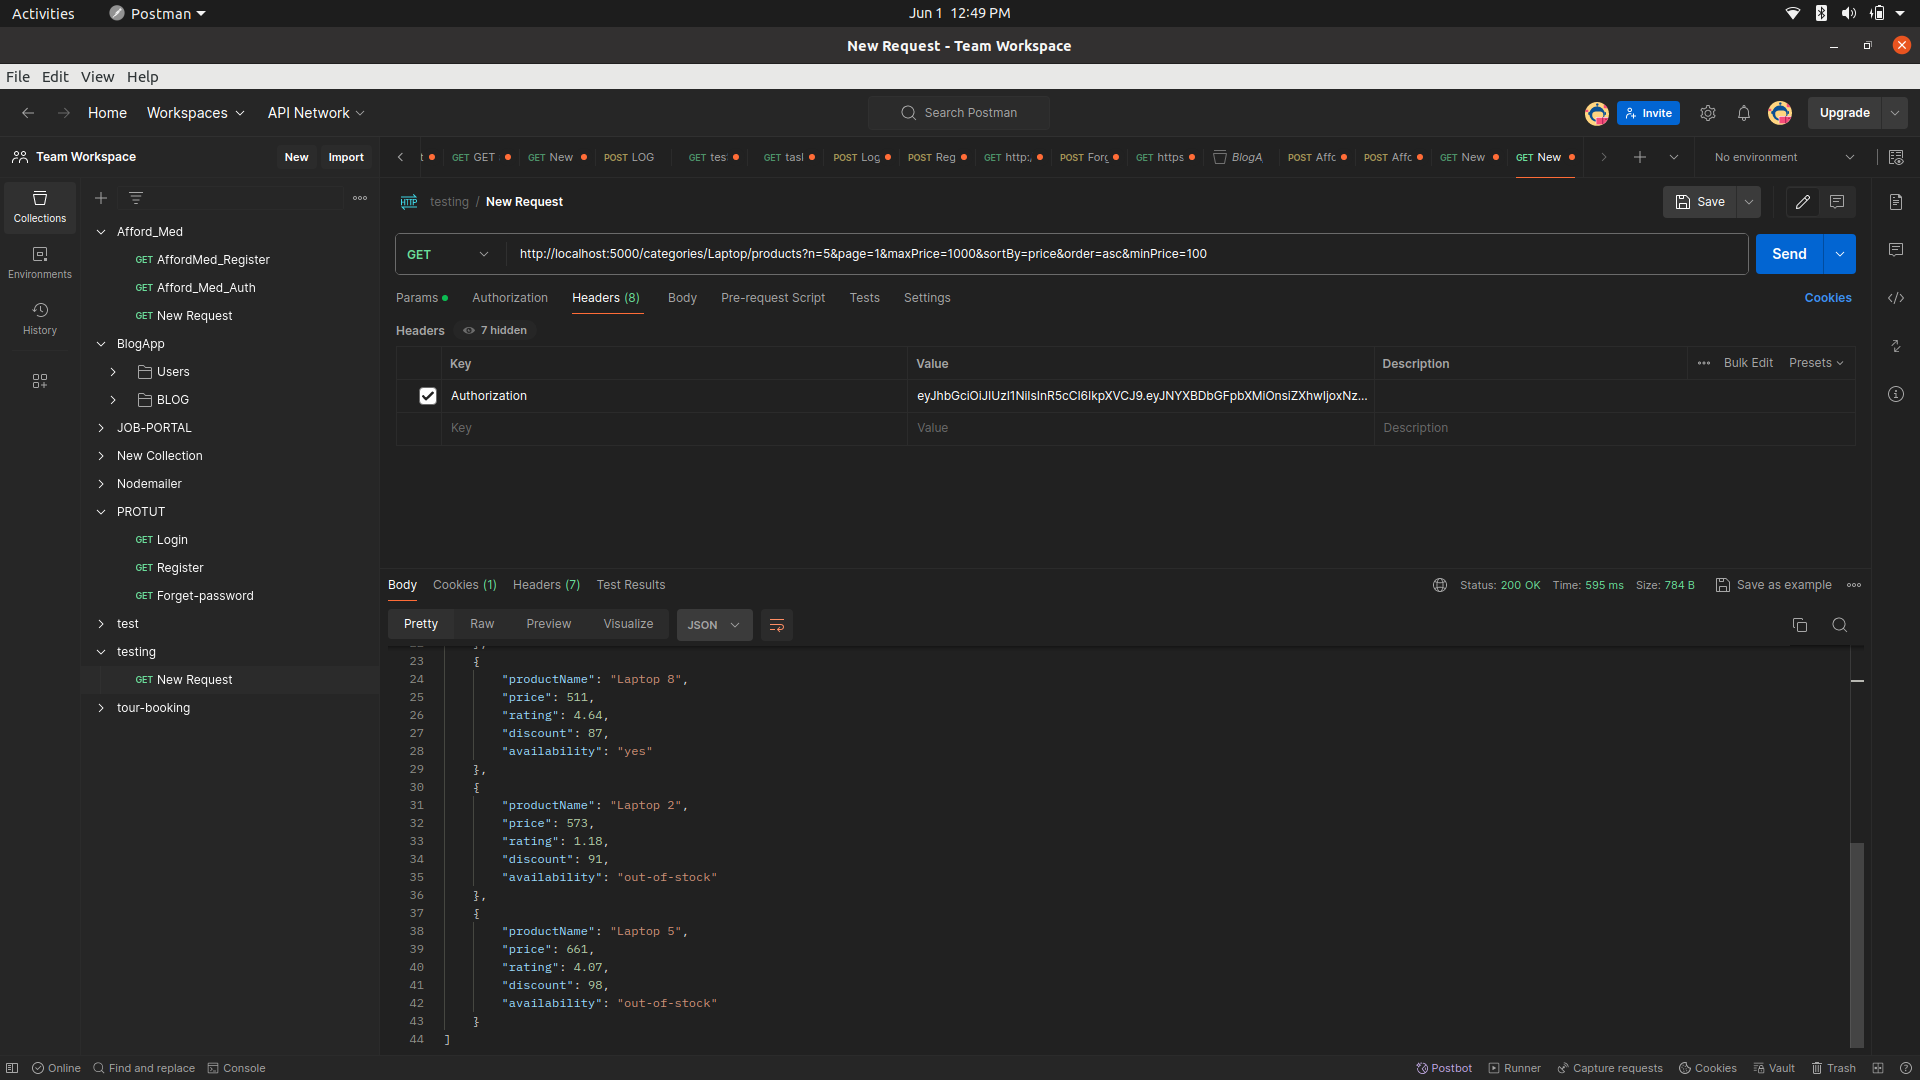 Activities
Postman
Jun 1 12:49 PM
New Request - Team Workspace
File Edit View Help
Home Workspaces API Network
Search Postman
Invite
Upgrade
Team Workspace
New Import
GET GET
GET New
POST LOG
GET tes
GET tasl
POST Log
POST Reg
GET http:
POST Forg
GET https
BlogA
POST Affc
POST Affc
GET New
GET New
No environment
Collections
Environments
History
Afford_Med
GET AffordMed_Register
GET Afford_Med_Auth
GET New Request
BlogApp
Users
BLOG
JOB-PORTAL
New Collection
Nodemailer
PROTUT
GET Login
GET Register
GET Forget-password
test
testing
GET New Request
tour-booking
HTTP testing / New Request
Save
GET http://localhost:5000/categories/Laptop/products?n=5&page=1&maxPrice=1000&sortBy=price&order=asc&minPrice=100
Send
Params Authorization Headers (8) Body Pre-request Script Tests Settings
Cookies
Headers 7 hidden
Key Value Description Bulk Edit Presets
Authorization eyJhbGciOiJIUzI1NiIsInR5cCI6IkpXVCJ9.eyJNYXBDbGFpbXMiOnsiZXhwIjoxNz...
Key Value Description
Body Cookies (1) Headers (7) Test Results
Status: 200 OK Time: 595 ms Size: 784 B Save as example
Pretty Raw Preview Visualize JSON
23 {
24 "productName": "Laptop 8",
25 "price": 511,
26 "rating": 4.64,
27 "discount": 87,
28 "availability": "yes"
29 },
30 {
31 "productName": "Laptop 2",
32 "price": 573,
33 "rating": 1.18,
34 "discount": 91,
35 "availability": "out-of-stock"
36 },
37 {
38 "productName": "Laptop 5",
39 "price": 661,
40 "rating": 4.07,
41 "discount": 98,
42 "availability": "out-of-stock"
43 }
44 ]
Online Find and replace Console
Postbot Runner Capture requests Cookies Vault Trash